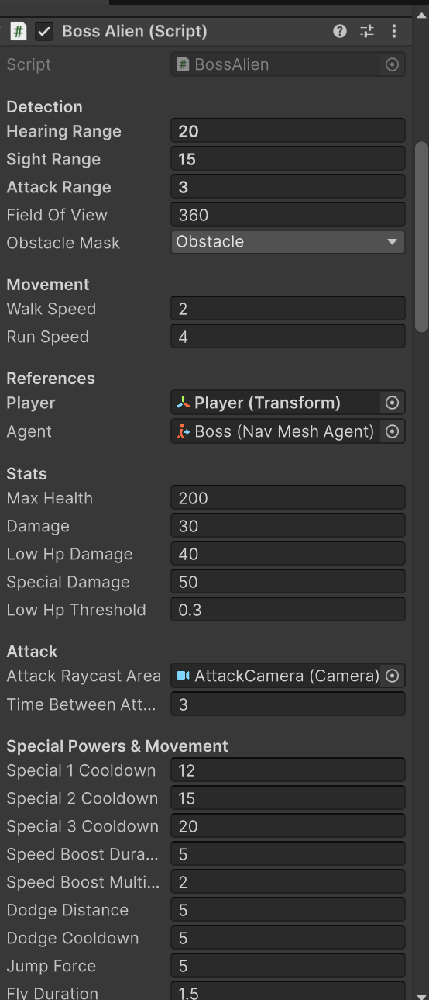 # Boss Alien (Script)
Script # BossAlien
Detection
Hearing Range 20
Sight Range 15
Attack Range 3
Field Of View 360
Obstacle Mask Obstacle
Movement
Walk Speed 2
Run Speed 4
References
Player Player (Transform)
Agent Boss (Nav Mesh Agent)
Stats
Max Health 200
Damage 30
Low Hp Damage 40
Special Damage 50
Low Hp Threshold 0.3
Attack
Attack Raycast Area AttackCamera (Camera)
Time Between Att... 3
Special Powers & Movement
Special 1 Cooldown 12
Special 2 Cooldown 15
Special 3 Cooldown 20
Speed Boost Dura... 5
Speed Boost Multi... 2
Dodge Distance 5
Dodge Cooldown 5
Jump Force 5
Fly Duration 1.5